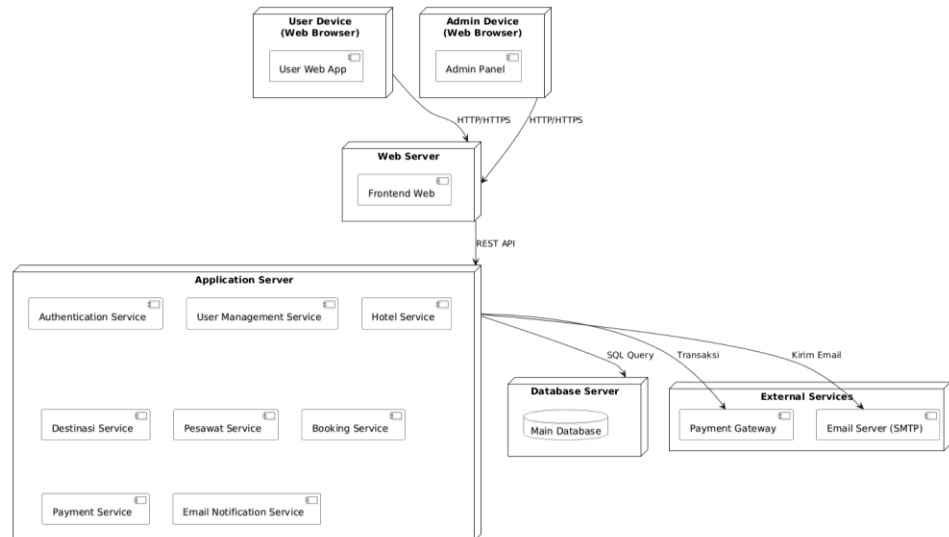 User Device
(Web Browser)
User Web App
Admin Device
(Web Browser)
Admin Panel
HTTP/HTTPS
HTTP/HTTPS
Web Server
Frontend Web
REST API
Application Server
Authentication Service
User Management Service
Hotel Service
Destinasi Service
Pesawat Service
Booking Service
Payment Service
Email Notification Service
SQL Query
Transaksi
Kirim Email
Database Server
Main Database
External Services
Payment Gateway
Email Server (SMTP)